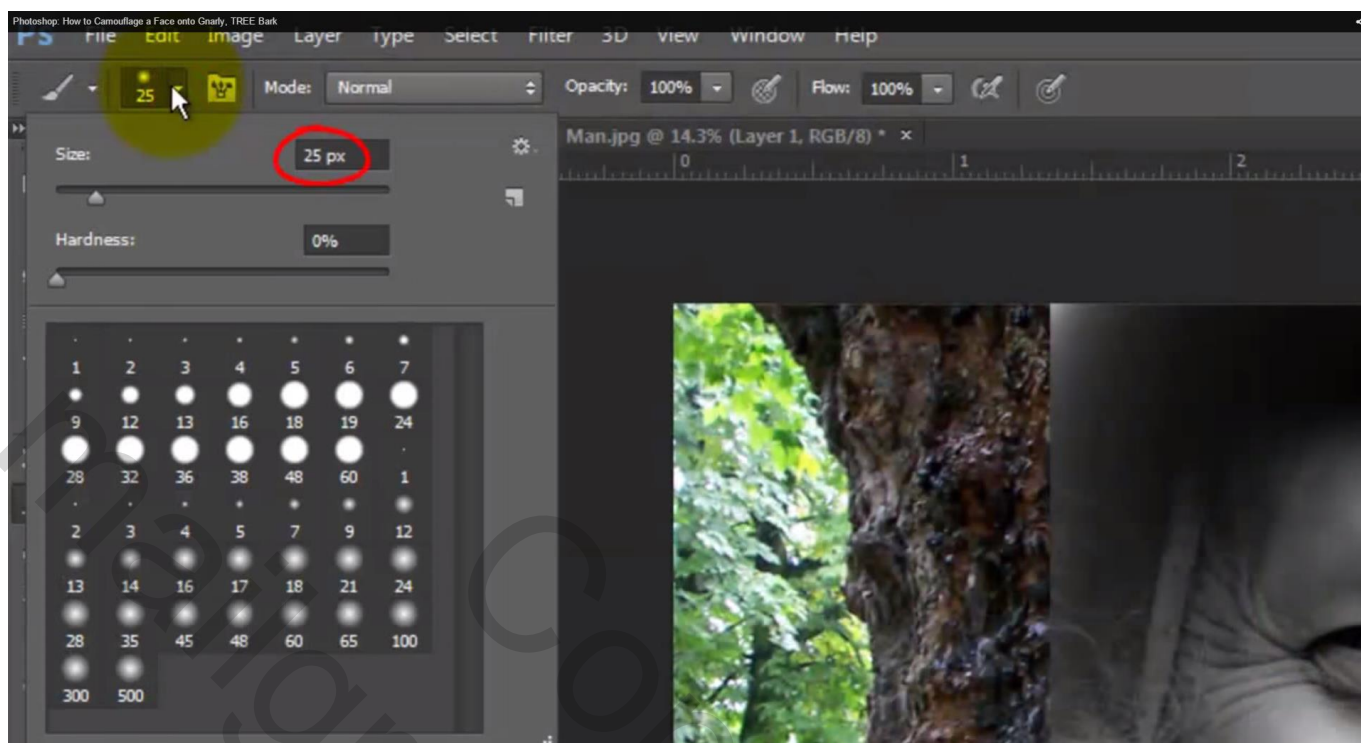 Photoshop: How to Camouflage a Face onto Gnarly, TREE Bark
PS File Edit Image Layer Type Select Filter 3D View Window Help
25 Mode: Normal Opacity: 100% Flow: 100%
Man.jpg @ 14.3% (Layer 1, RGB/8) * ×
Size: 25 px
0 1 2
Hardness: 0%
1 2 3 4 5 6 7
9 12 13 16 18 19 24
28 32 36 38 48 60 1
2 3 4 5 7 9 12
13 14 16 17 18 21 24
28 35 45 48 60 65 100
300 500